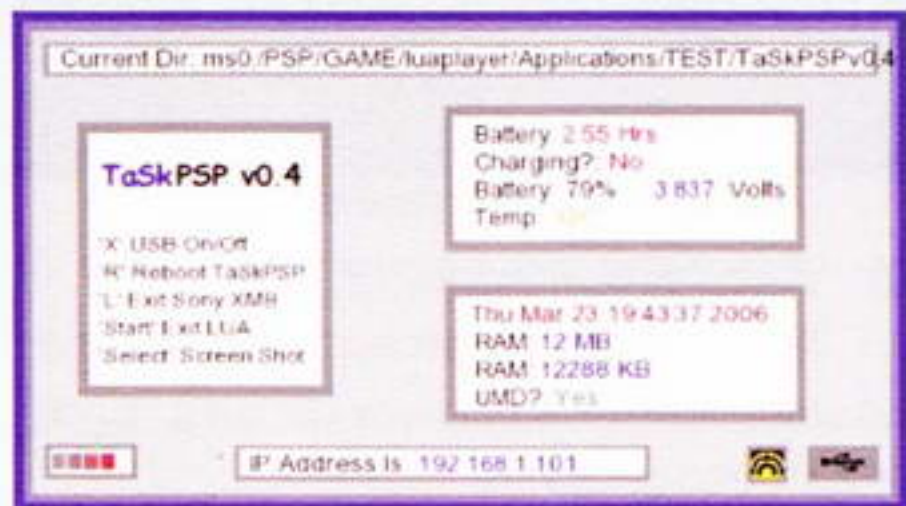 Current Dir: ms0:/PSP/GAME/luaplayer/Applications/TEST/TaSkPSPv0.4
TaSkPSP v0.4
'X': USB On/Off
'R': Reboot TaSkPSP
'L': Exit Sony XMB
'Start' Exit LUA
'Select' Screen Shot
Battery 2.55 Hrs
Charging? No
Battery 79% 3.837 Volts
Temp
Thu Mar 23 19:43:37 2006
RAM 12 MB
RAM 12288 KB
UMD? Yes
IP Address Is 192.168.1.101